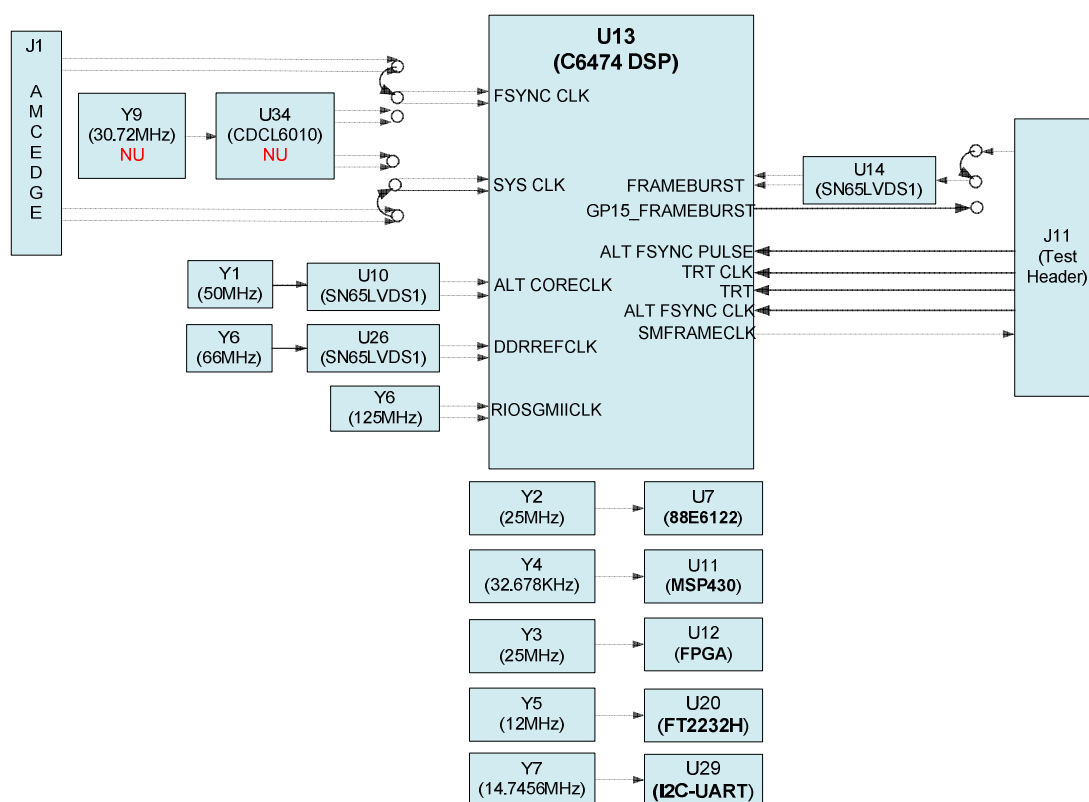 J1
A
M
C
E
D
G
E
Y9
(30.72MHz)
NU
U34
(CDCL6010)
NU
U13
(C6474 DSP)
FSYNC CLK
SYS CLK
ALT CORECLK
DDRREFCLK
RIOSGMIICLK
FRAMEBURST
GP15_FRAMEBURST
ALT FSYNC PULSE
TRT CLK
TRT
ALT FSYNC CLK
SMFRAMECLK
U14
(SN65LVDS1)
J11
(Test
Header)
Y1
(50MHz)
U10
(SN65LVDS1)
Y6
(66MHz)
U26
(SN65LVDS1)
Y6
(125MHz)
Y2
(25MHz)
U7
(88E6122)
Y4
(32.678KHz)
U11
(MSP430)
Y3
(25MHz)
U12
(FPGA)
Y5
(12MHz)
U20
(FT2232H)
Y7
(14.7456MHz)
U29
(I2C-UART)